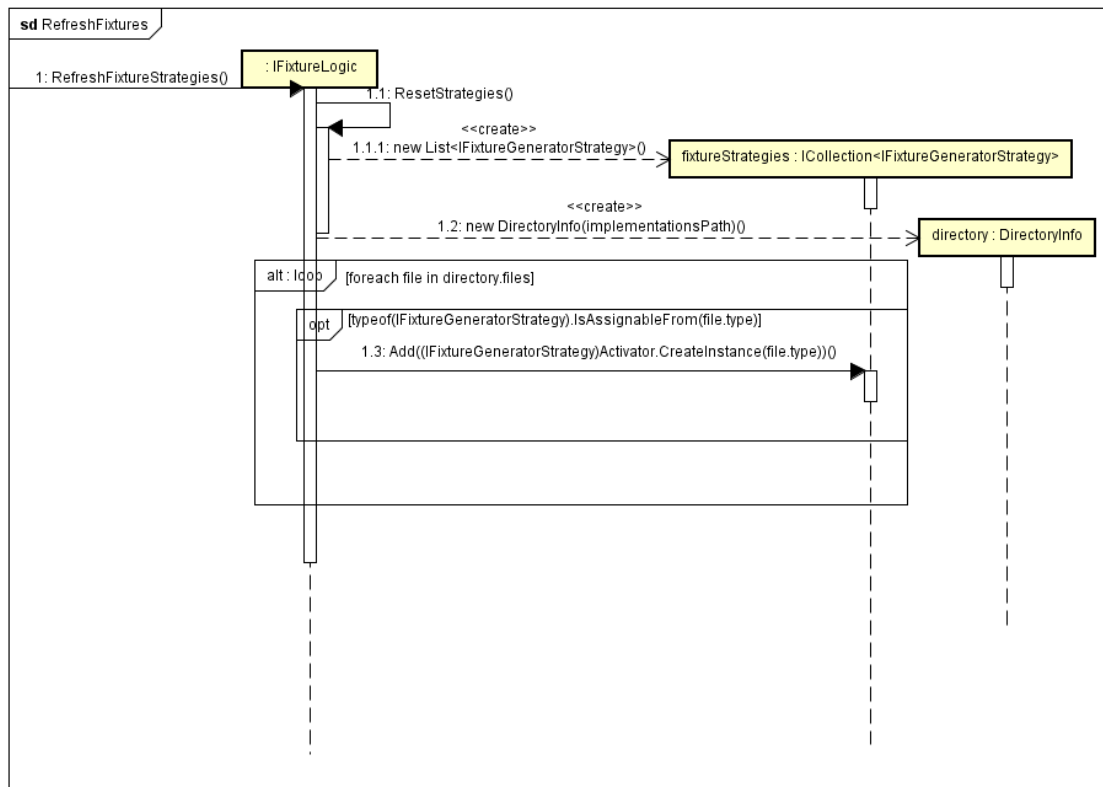 sd RefreshFixtures
: IFixtureLogic
1: RefreshFixtureStrategies()
1.1: ResetStrategies()
<<create>>
1.1.1: new List<IFixtureGeneratorStrategy>()
fixtureStrategies : ICollection<IFixtureGeneratorStrategy>
<<create>>
1.2: new DirectoryInfo(implementationsPath)()
directory : DirectoryInfo
alt : loop [foreach file in directory.files]
opt [typeof(IFixtureGeneratorStrategy).IsAssignableFrom(file.type)]
1.3: Add((IFixtureGeneratorStrategy)Activator.CreateInstance(file.type))()